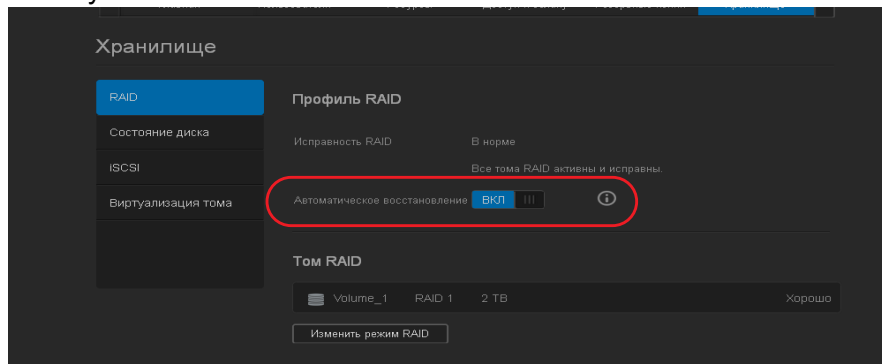 Хранилище
RAID
Профиль RAID
Состояние диска
Исправность RAID В норме
iSCSI
Все тома RAID активны и исправны.
Виртуализация тома
Автоматическое восстановление ВКЛ
Том RAID
Volume_1 RAID 1 2 TB Хорошо
Изменить режим RAID